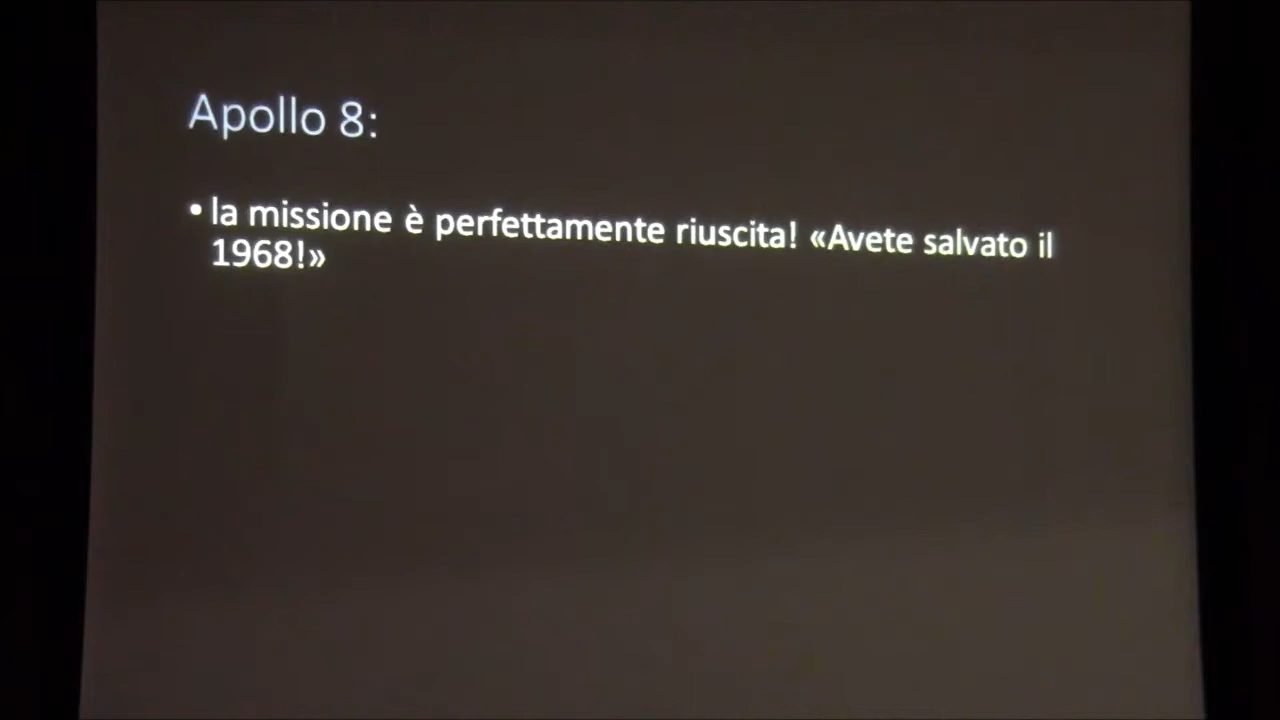 Apollo 8:
• la missione è perfettamente riuscita! «Avete salvato il
1968!»